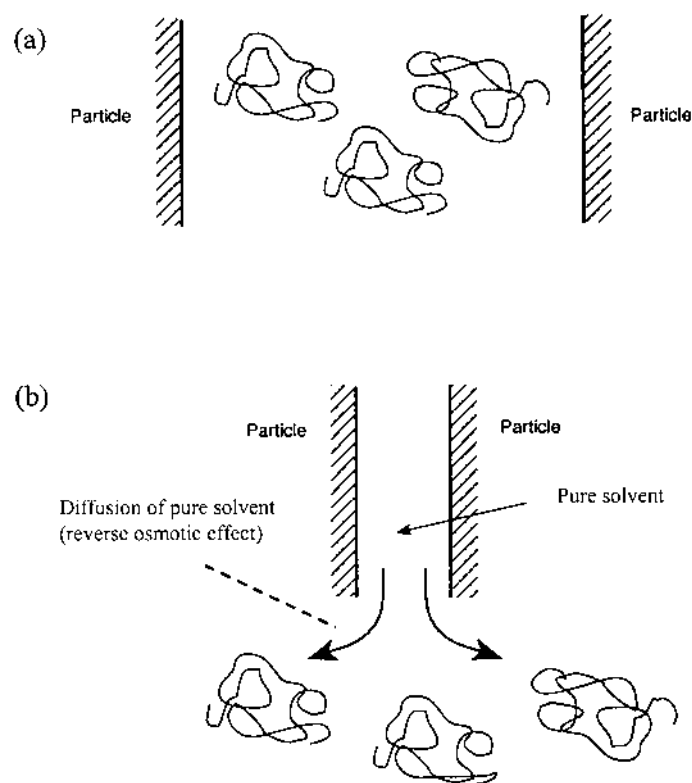 (a)
Particle
Particle
(b)
Particle
Particle
Diffusion of pure solvent
(reverse osmotic effect)
Pure solvent